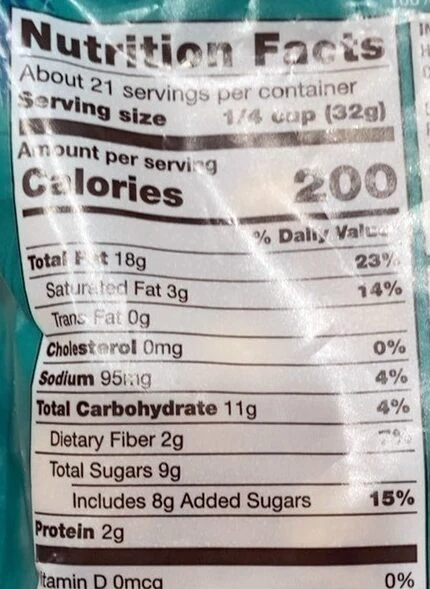 Nutrition Facts
About 21 servings per container
Serving size 1/4 cup (32g)
Amount per serving
Calories 200
% Daily Value
Total Fat 18g 23%
Saturated Fat 3g 14%
Trans Fat 0g
Cholesterol 0mg 0%
Sodium 95mg 4%
Total Carbohydrate 11g 4%
Dietary Fiber 2g
Total Sugars 9g
Includes 8g Added Sugars 15%
Protein 2g
tamin D 0mcg 0%